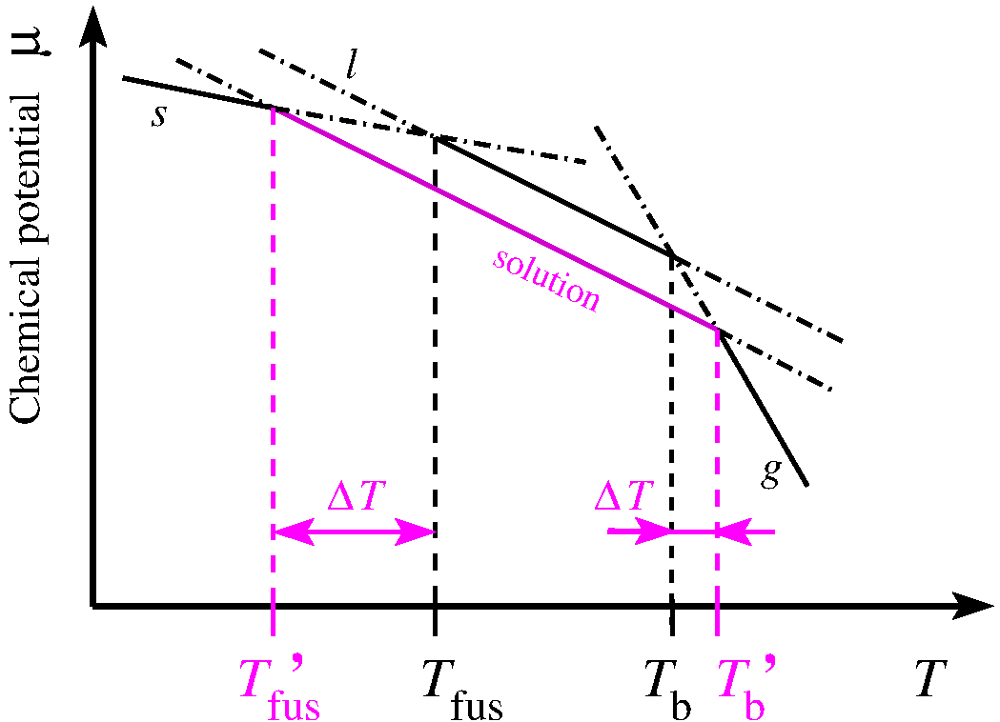 Chemical potential μ
l
s
solution
g
ΔT
ΔT
T'fus
Tfus
Tb
T'b
T